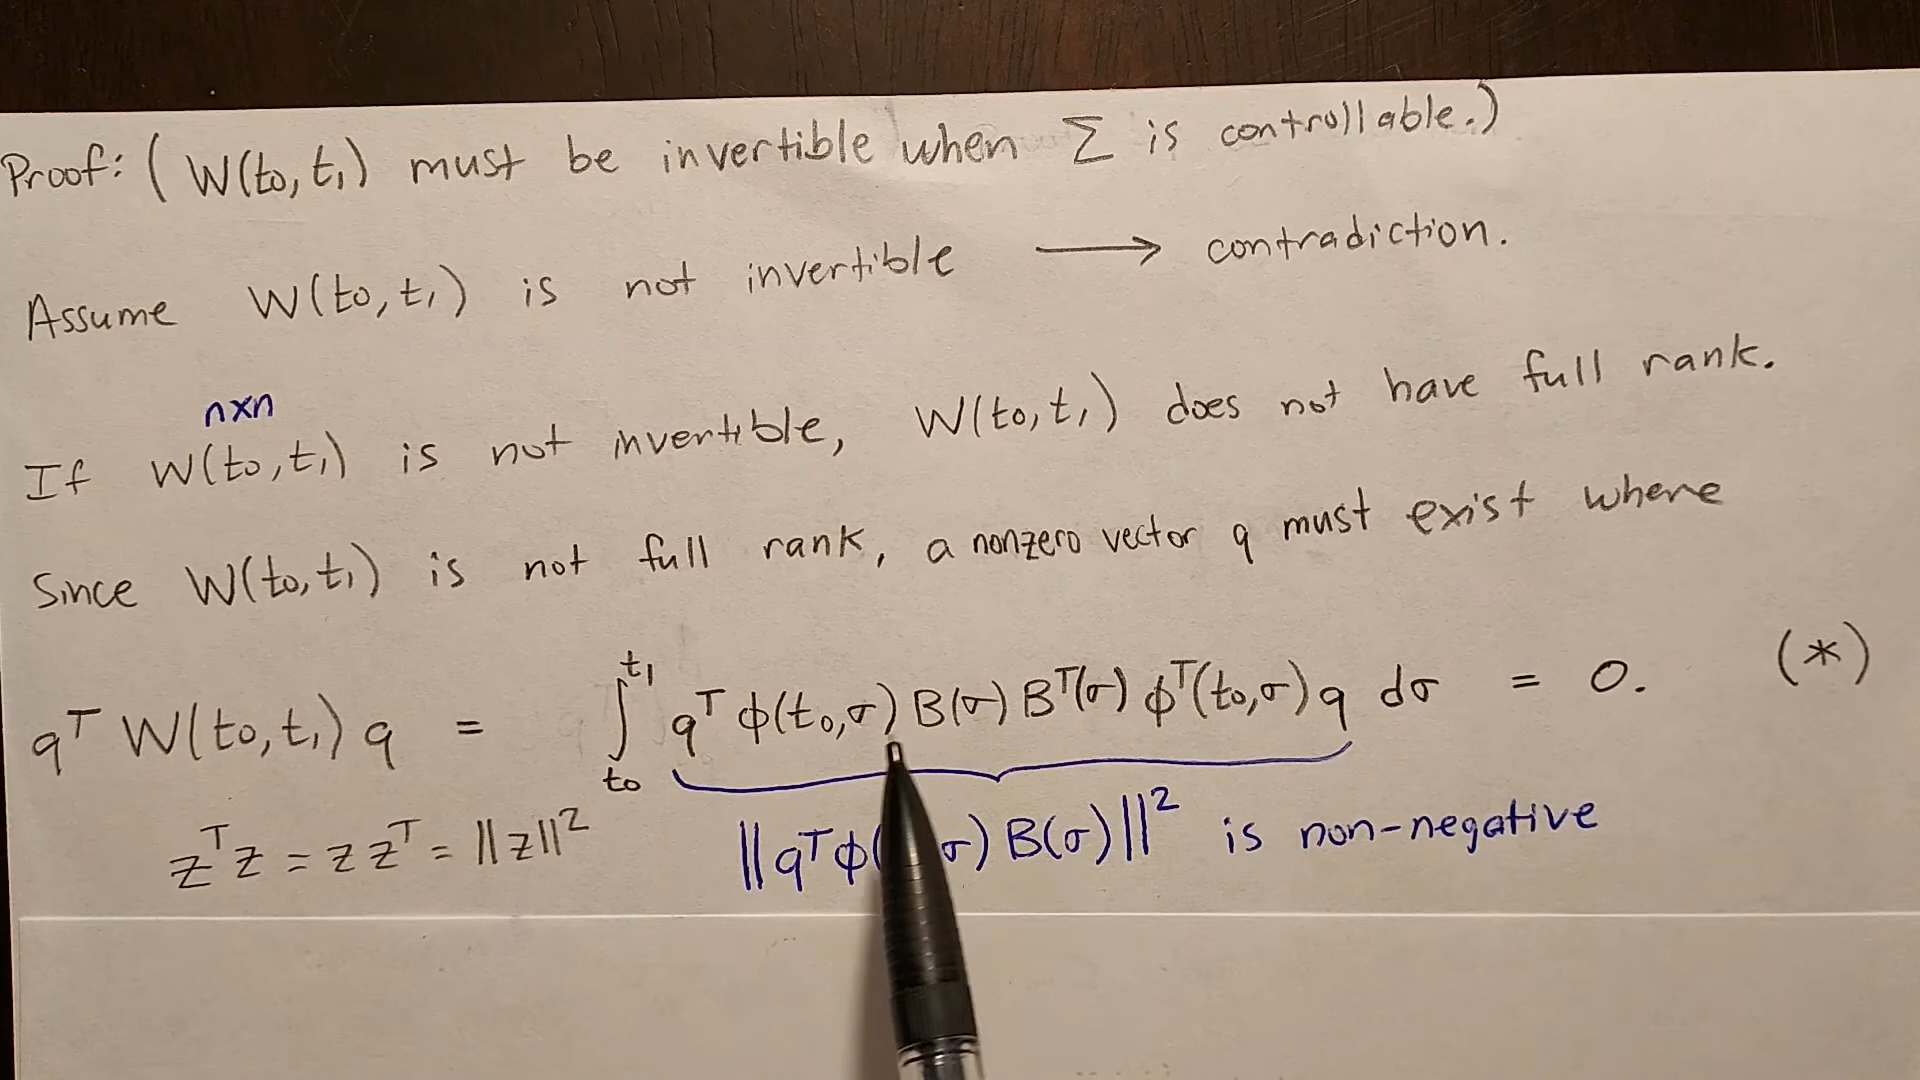 Proof: (W(t₀,t₁) must be invertible when Σ is controllable.)
Assume W(t₀,t₁) is not invertible ⟶ contradiction.
n×n
If W(t₀,t₁) is not invertible, W(t₀,t₁) does not have full rank.
Since W(t₀,t₁) is not full rank, a nonzero vector q must exist where
qᵀ W(t₀,t₁) q = ∫_{t₀}^{t₁} qᵀ ϕ(t₀,σ) B(σ) Bᵀ(σ) ϕᵀ(t₀,σ) q dσ = 0. (*)
zᵀz = zzᵀ = ||z||² ||qᵀϕ( σ) B(σ)||² is non-negative